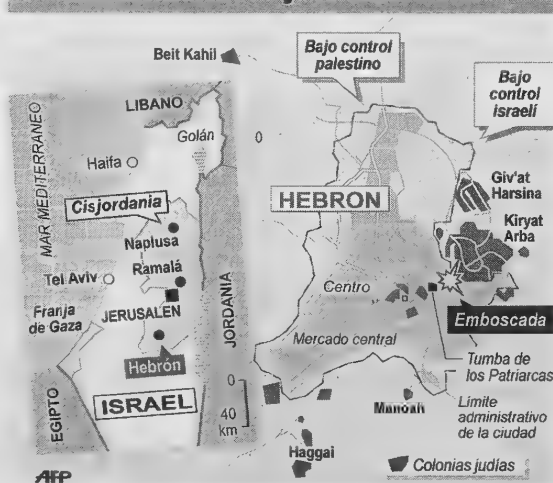 Beit Kahil
Bajo control
palestino
Bajo
control
israelí
LIBANO
Golán
MAR MEDITERRANEO
Haifa
Cisjordania
Naplusa
Ramalá
Tel Aviv
JERUSALEN
Franja
de Gaza
Hebrón
JORDANIA
EGIPTO
ISRAEL
0
40
km
AFP
0
HEBRON
Giv'at
Harsina
Kiryat
Arba
Centro
Emboscada
Mercado central
Tumba de
los Patriarcas
Manoah
Limite
administrativo
de la ciudad
Haggai
Colonias judías